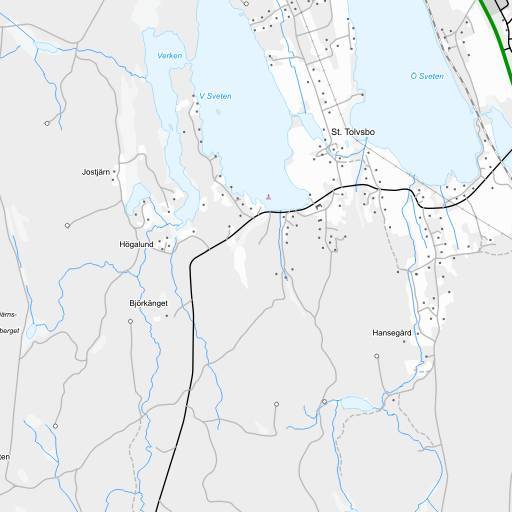 Verken
Ö Sveten
V Sveten
St. Tolvsbo
Jostjärn
Högalund
Björkänget
Hansegård